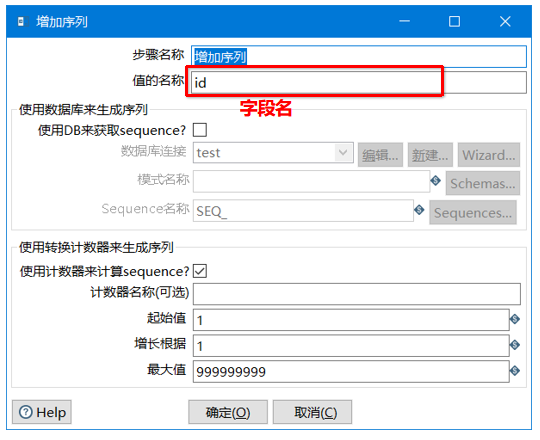 增加序列
步骤名称 增加序列
值的名称 id
字段名
使用数据库来生成序列
使用DB来获取sequence?
数据库连接 test 编辑... 新建... Wizard...
模式名称 Schemas...
Sequence名称 SEQ_ Sequences...
使用转换计数器来生成序列
使用计数器来计算sequence?
计数器名称(可选)
起始值 1
增长根据 1
最大值 999999999
Help 确定(O) 取消(C)